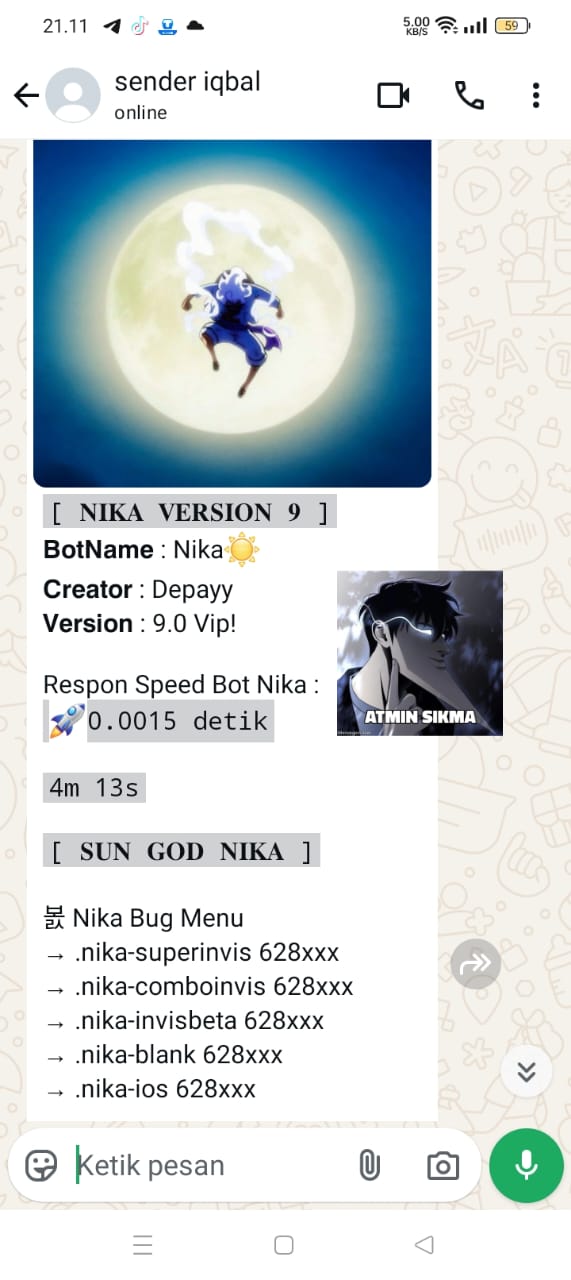 21.11
5.00 KB/S
59
sender iqbal
online
[ NIKA VERSION 9 ]
BotName : Nika☀️
Creator : Depayy
Version : 9.0 Vip!
ATMIN SIKMA
Respon Speed Bot Nika :
🚀0.0015 detik
4m 13s
[ SUN GOD NIKA ]
Nika Bug Menu
→ .nika-superinvis 628xxx
→ .nika-comboinvis 628xxx
→ .nika-invisbeta 628xxx
→ .nika-blank 628xxx
→ .nika-ios 628xxx
Ketik pesan